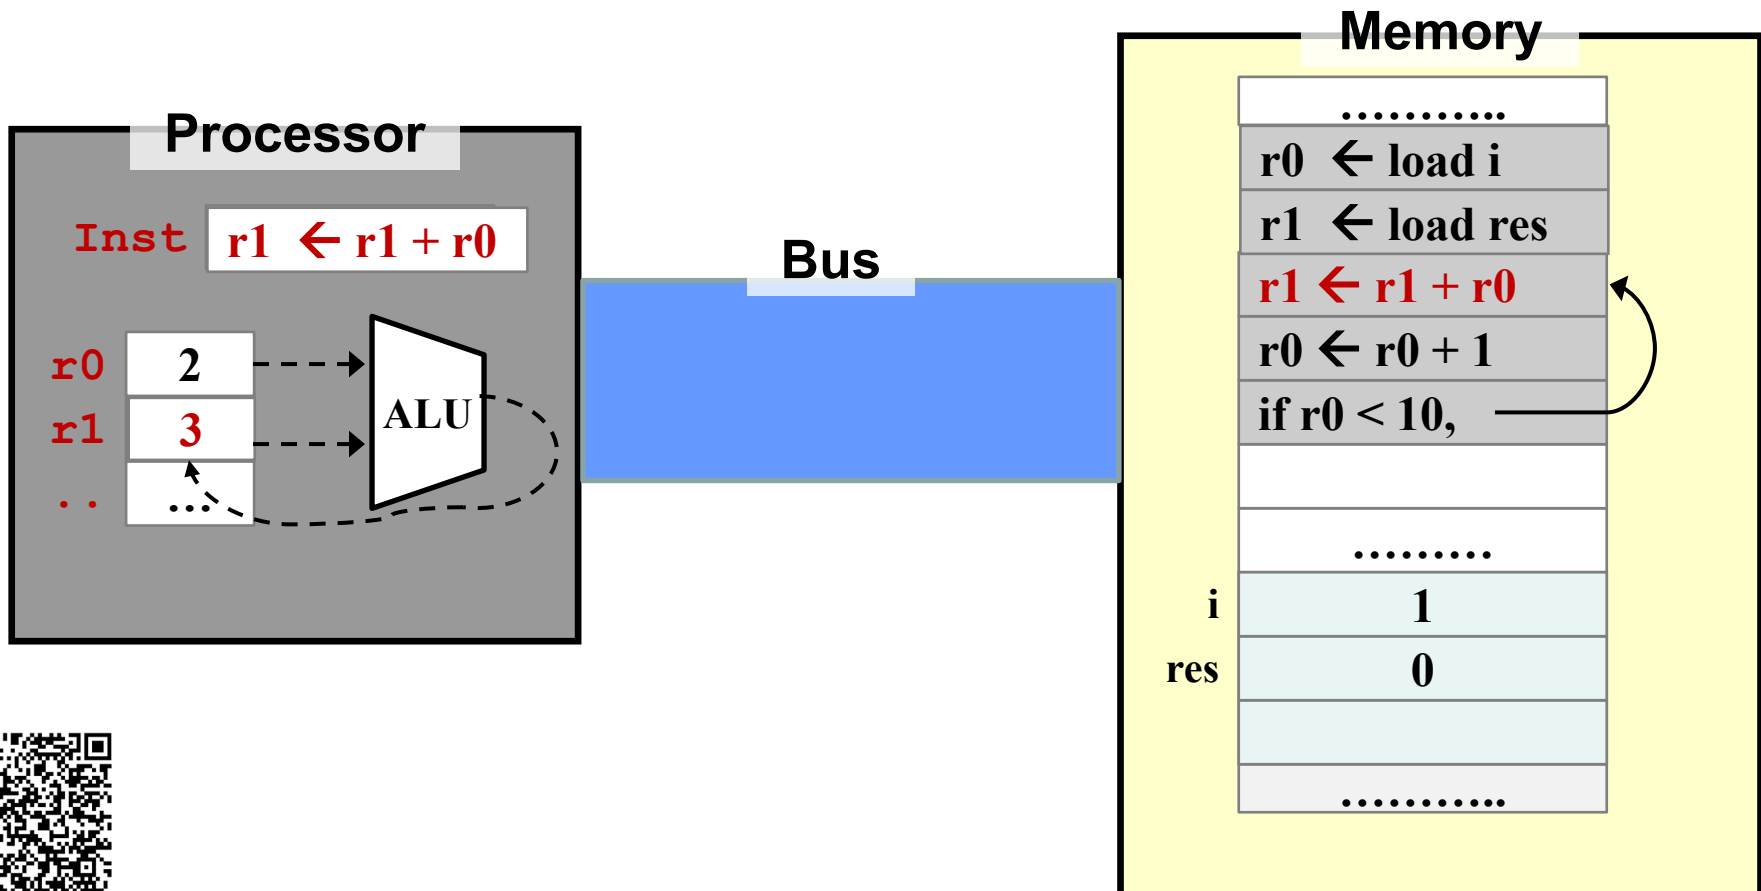 Memory
Processor
Bus
Inst
r1 ← r1 + r0
r0
2
r1
3
..
...
ALU
...........
r0 ← load i
r1 ← load res
r1 ← r1 + r0
r0 ← r0 + 1
if r0 < 10,
.........
i
1
res
0
...........